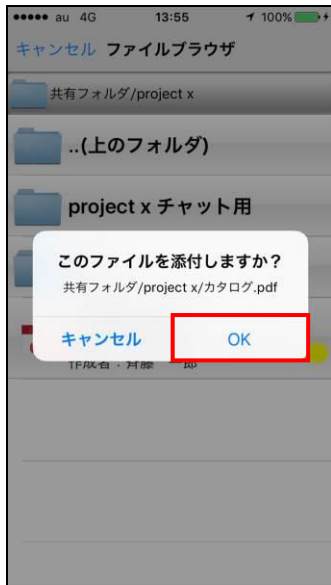 au 4G 13:55 100%
キャンセル ファイルブラウザ
共有フォルダ/project x
..(上のフォルダ)
project x チャット用
このファイルを添付しますか？
共有フォルダ/project x/カタログ.pdf
キャンセル OK
作成者：斉藤 一郎